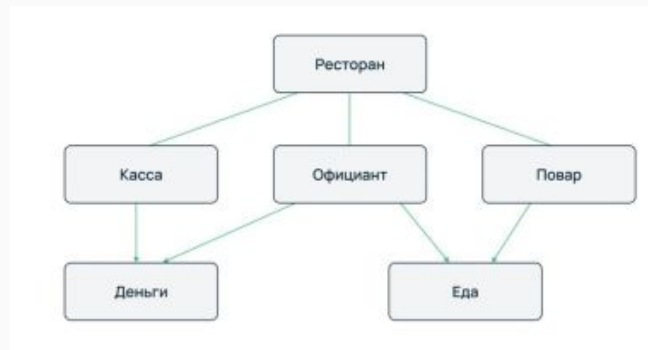 Ресторан
Касса
Официант
Повар
Деньги
Еда